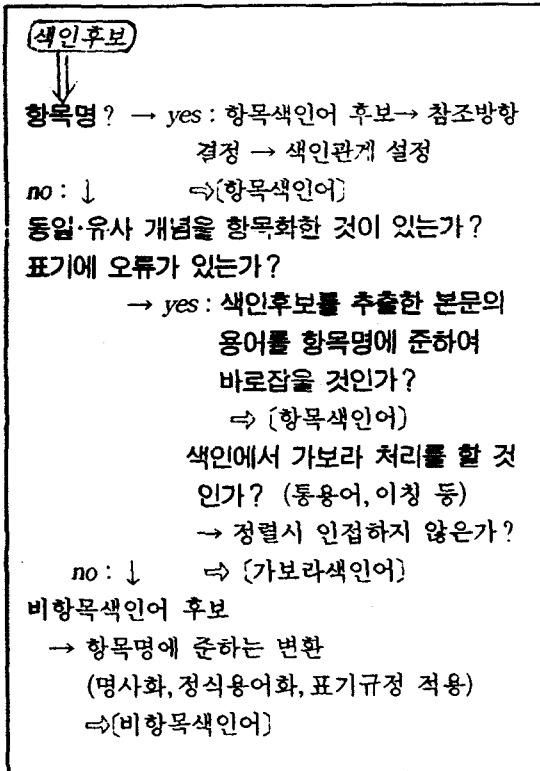 색인후보
항목명? → yes : 항목색인어 후보→ 참조방향
결정 → 색인관계 설정
no : ↓ ⇨[항목색인어]
동일·유사 개념을 항목화한 것이 있는가?
표기에 오류가 있는가?
→ yes : 색인후보를 추출한 본문의
용어를 항목명에 준하여
바로잡을 것인가?
⇨ [항목색인어]
색인에서 가보라 처리를 할 것
인가? (통용어, 이칭 등)
→ 정렬시 인접하지 않은가?
no : ↓ ⇨ [가보라색인어]
비항목색인어 후보
→ 항목명에 준하는 변환
(명사화, 정식용어화, 표기규정 적용)
⇨[비항목색인어]